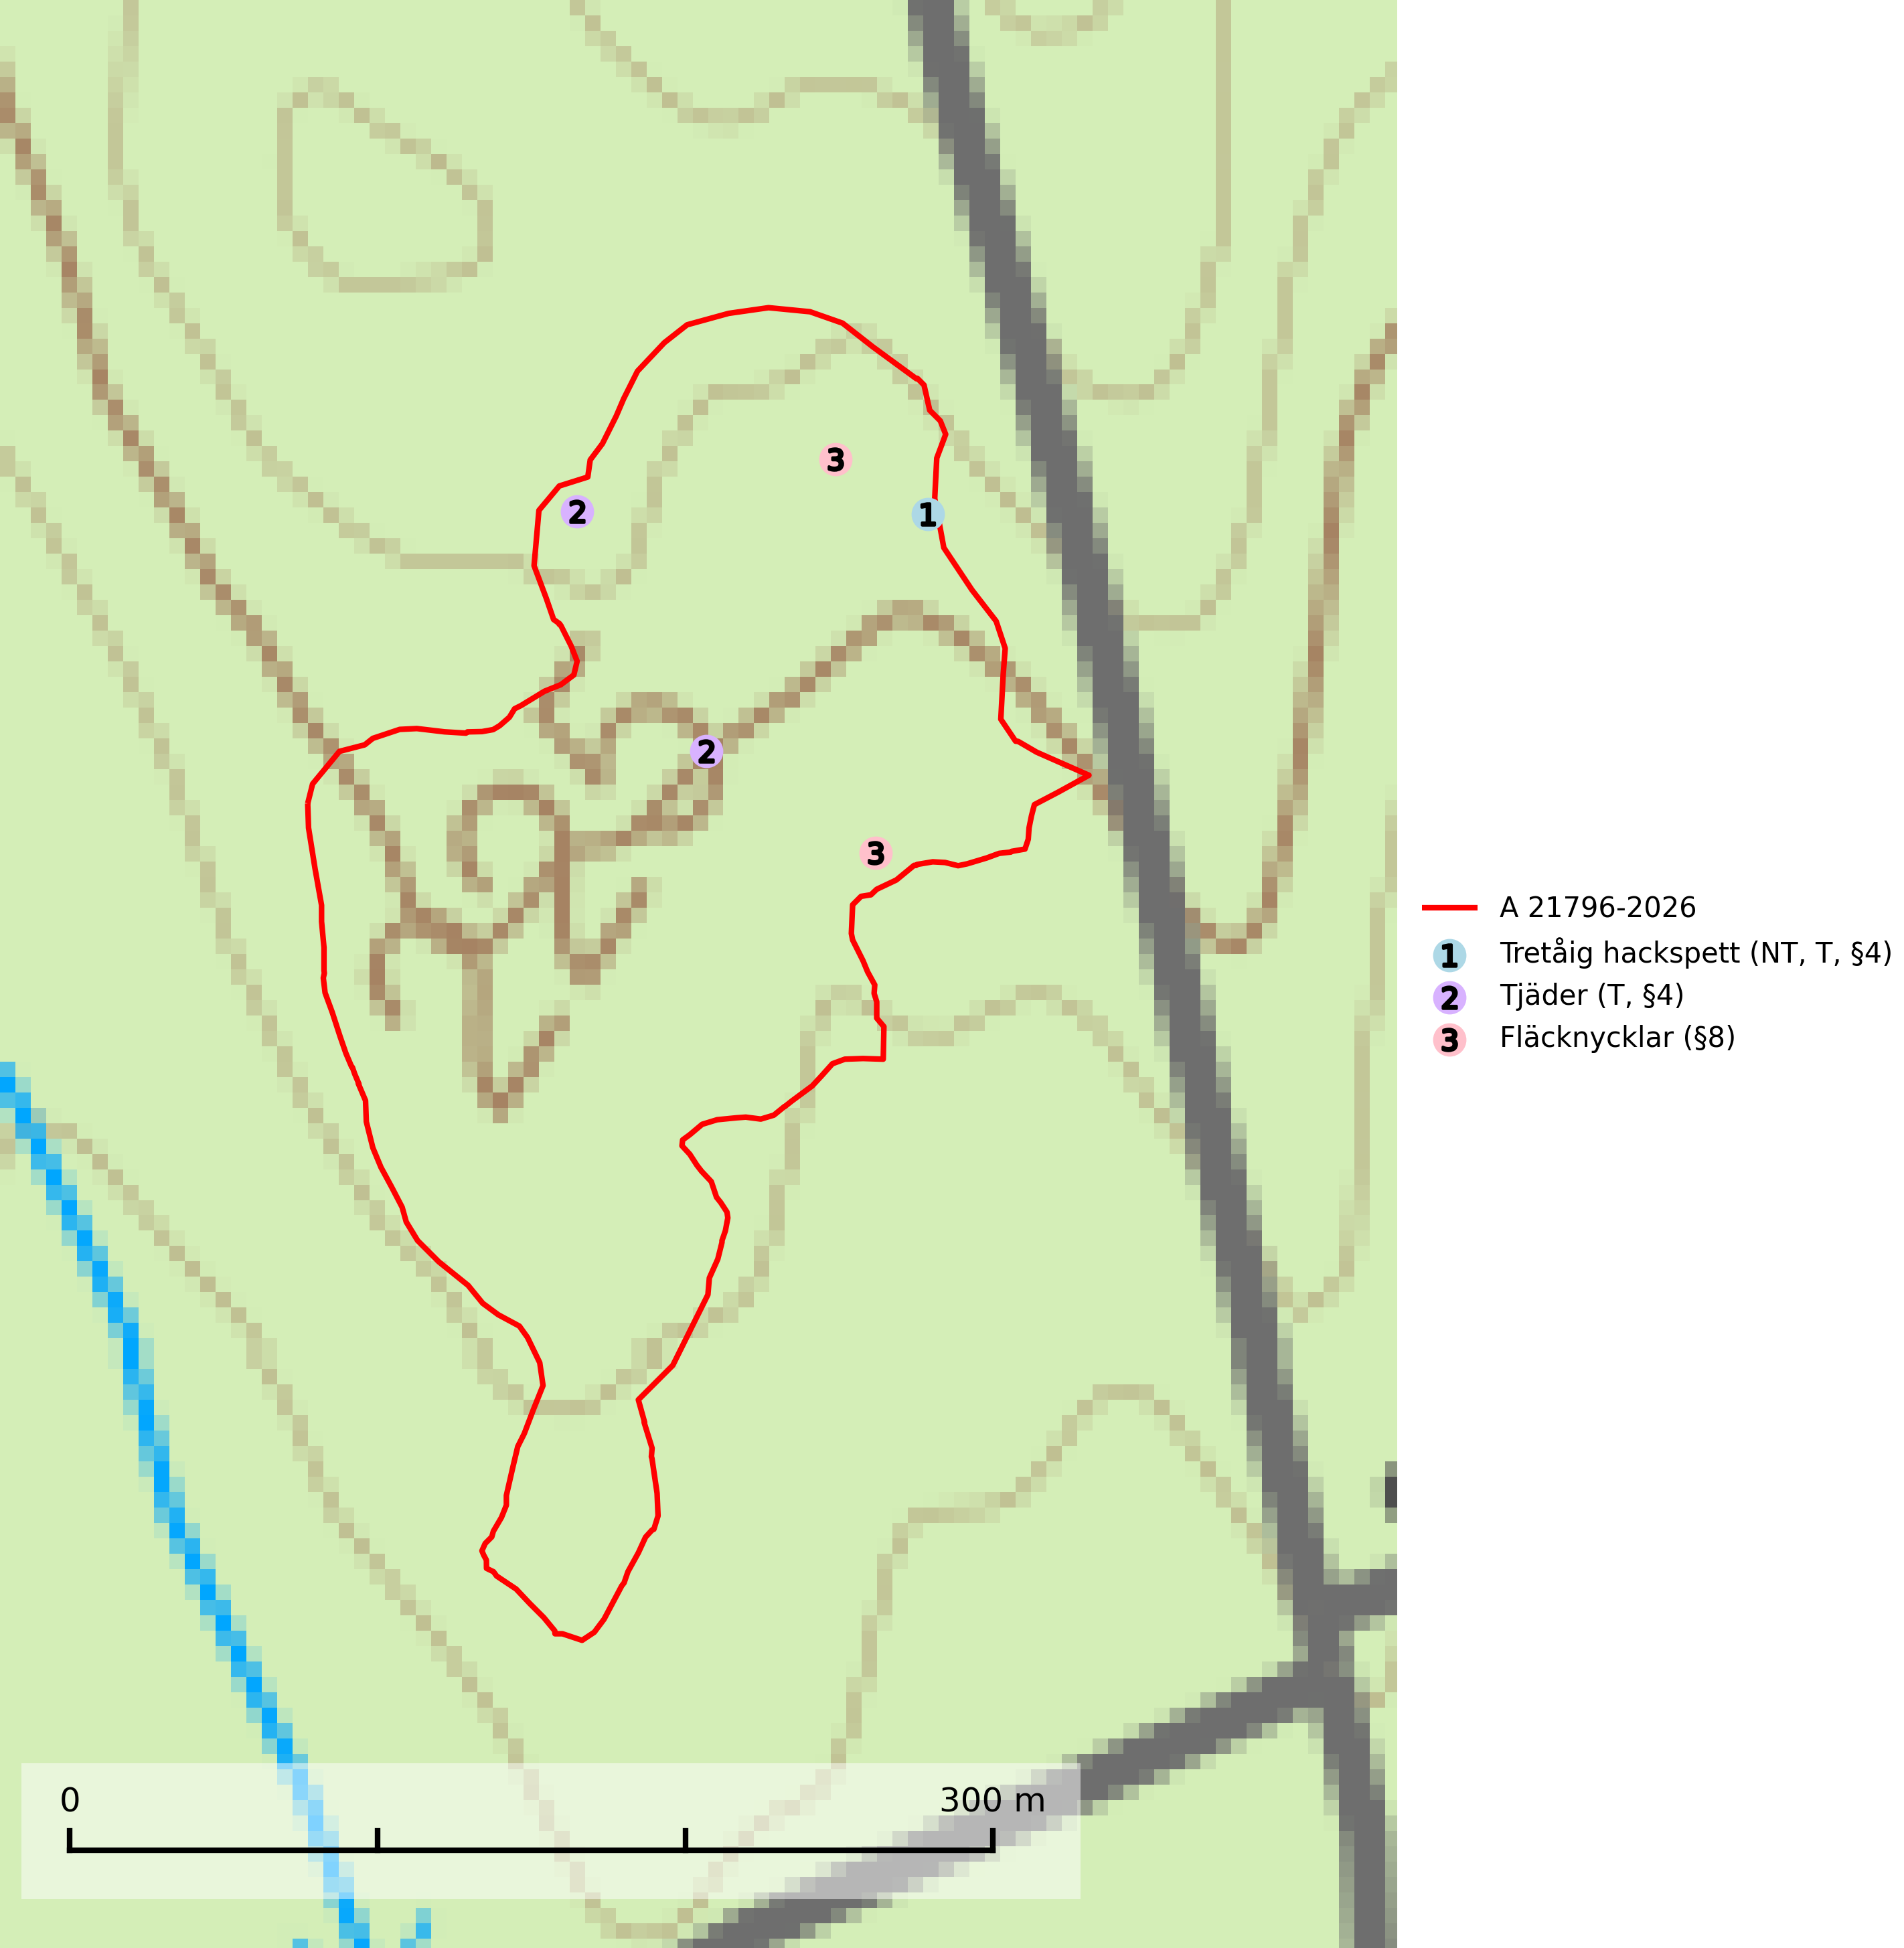 3
2
1
2
3
A 21796-2026
1 Tretåig hackspett (NT, T, §4)
2 Tjäder (T, §4)
3 Fläcknycklar (§8)
0 300 m